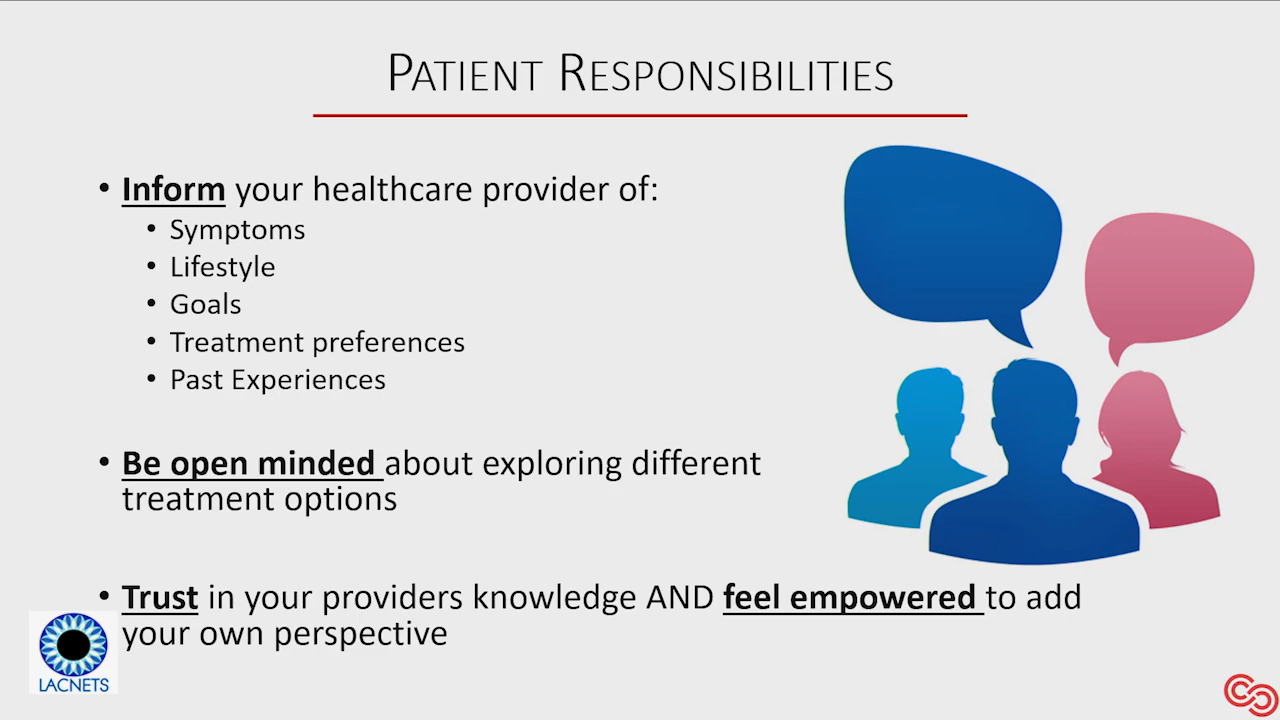 PATIENT RESPONSIBILITIES
• Inform your healthcare provider of:
• Symptoms
• Lifestyle
• Goals
• Treatment preferences
• Past Experiences
• Be open minded about exploring different
treatment options
• Trust in your providers knowledge AND feel empowered to add
your own perspective
LACNETS